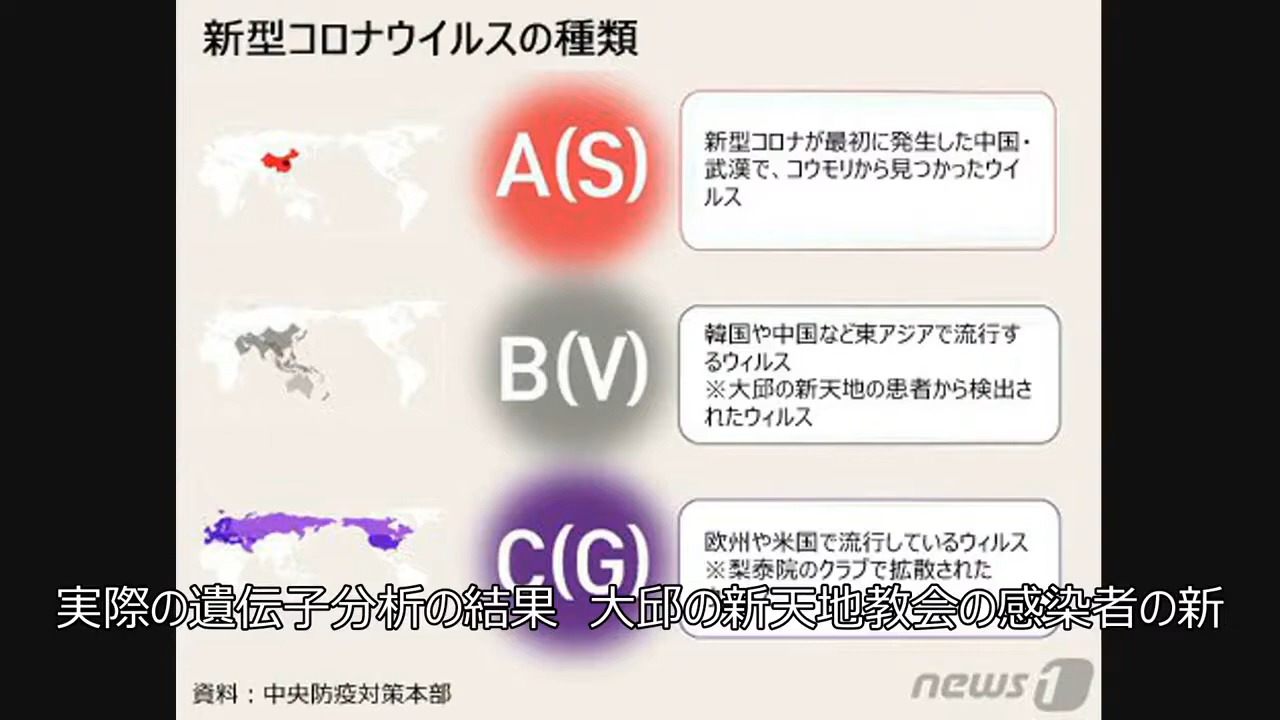 新型コロナウイルスの種類
A(S)
新型コロナが最初に発生した中国・
武漢で、コウモリから見つかったウイ
ルス
B(V)
韓国や中国など東アジアで流行す
るウィルス
※大邱の新天地の患者から検出さ
れたウィルス
C(G)
欧州や米国で流行しているウィルス
※梨泰院のクラブで拡散された
実際の遺伝子分析の結果 大邱の新天地教会の感染者の新
資料：中央防疫対策本部
news1